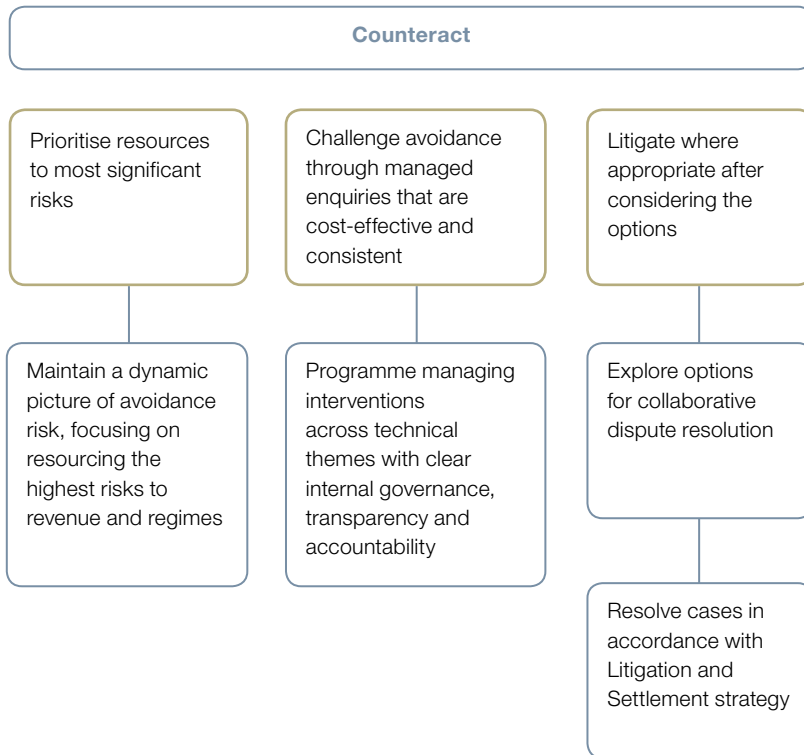 Counteract
Prioritise resources
to most significant
risks
Challenge avoidance
through managed
enquiries that are
cost-effective and
consistent
Litigate where
appropriate after
considering the
options
Maintain a dynamic
picture of avoidance
risk, focusing on
resourcing the
highest risks to
revenue and regimes
Programme managing
interventions
across technical
themes with clear
internal governance,
transparency and
accountability
Explore options
for collaborative
dispute resolution
Resolve cases in
accordance with
Litigation and
Settlement strategy